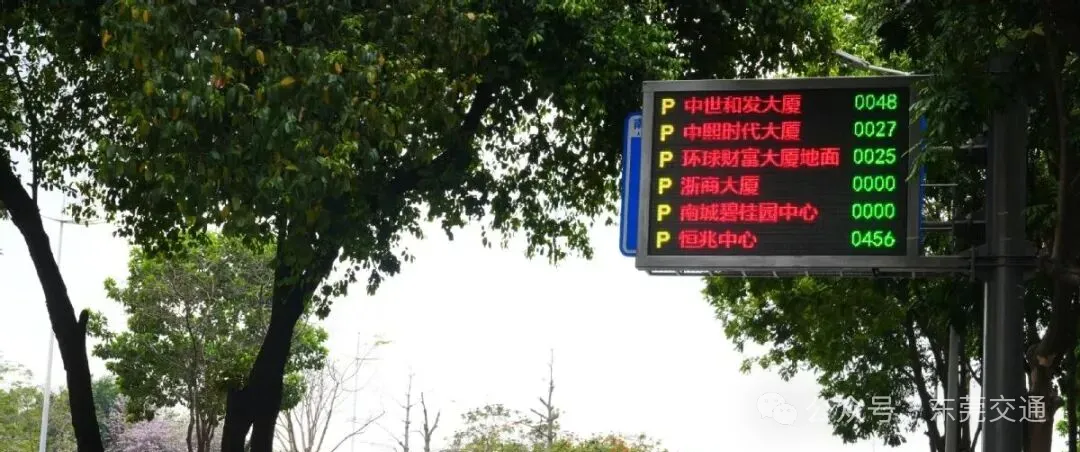 P 中世和发大厦 0048
P 中熙时代大厦 0027
P 环球财富大厦地面 0025
P 浙商大厦 0000
P 南城碧桂园中心 0000
P 恒兆中心 0456
公众号 · 东莞交通